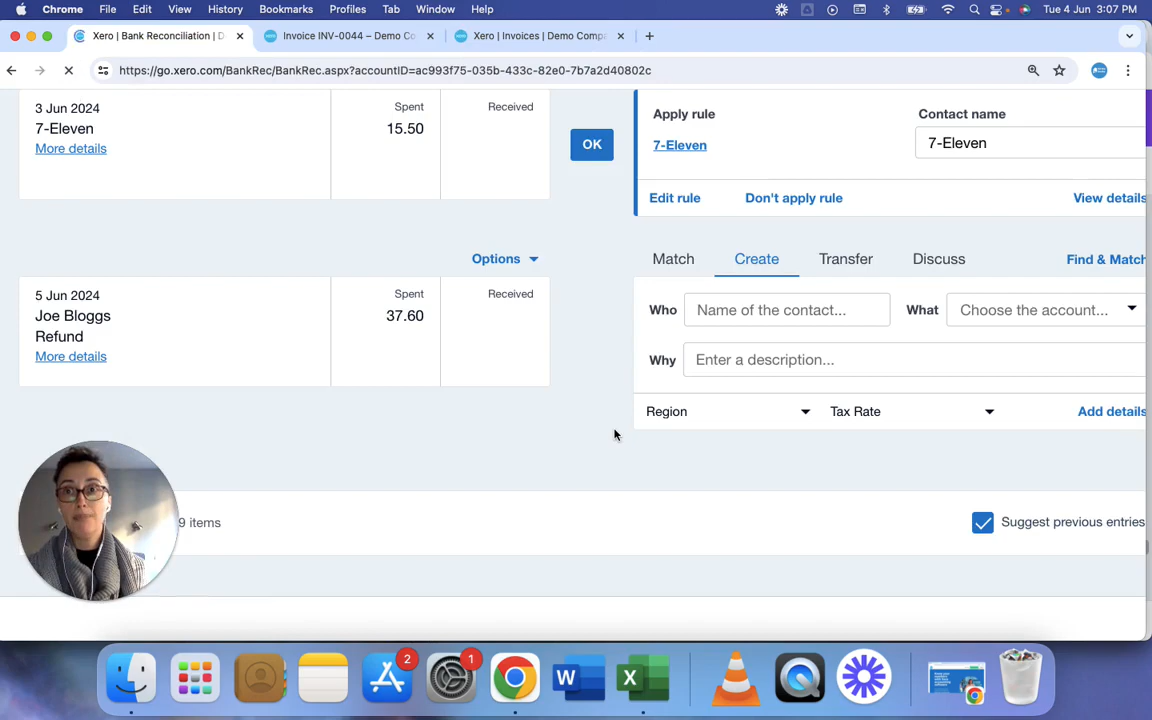 Chrome File Edit View History Bookmarks Profiles Tab Window Help Tue 4 Jun 3:07 PM
Xero | Bank Reconciliation | D Invoice INV-0044 – Demo Co Xero | Invoices | Demo Compa
https://go.xero.com/BankRec/BankRec.aspx?accountID=ac993f75-035b-433c-82e0-7b7a2d40802c
3 Jun 2024 Spent Received
7-Eleven 15.50
More details
OK
Apply rule Contact name
7-Eleven 7-Eleven
Edit rule Don't apply rule View details
Options
Match Create Transfer Discuss Find & Match
5 Jun 2024 Spent Received
Joe Bloggs 37.60
Refund
More details
Who Name of the contact... What Choose the account...
Why Enter a description...
Region Tax Rate Add details
9 items Suggest previous entries
2 1
W X